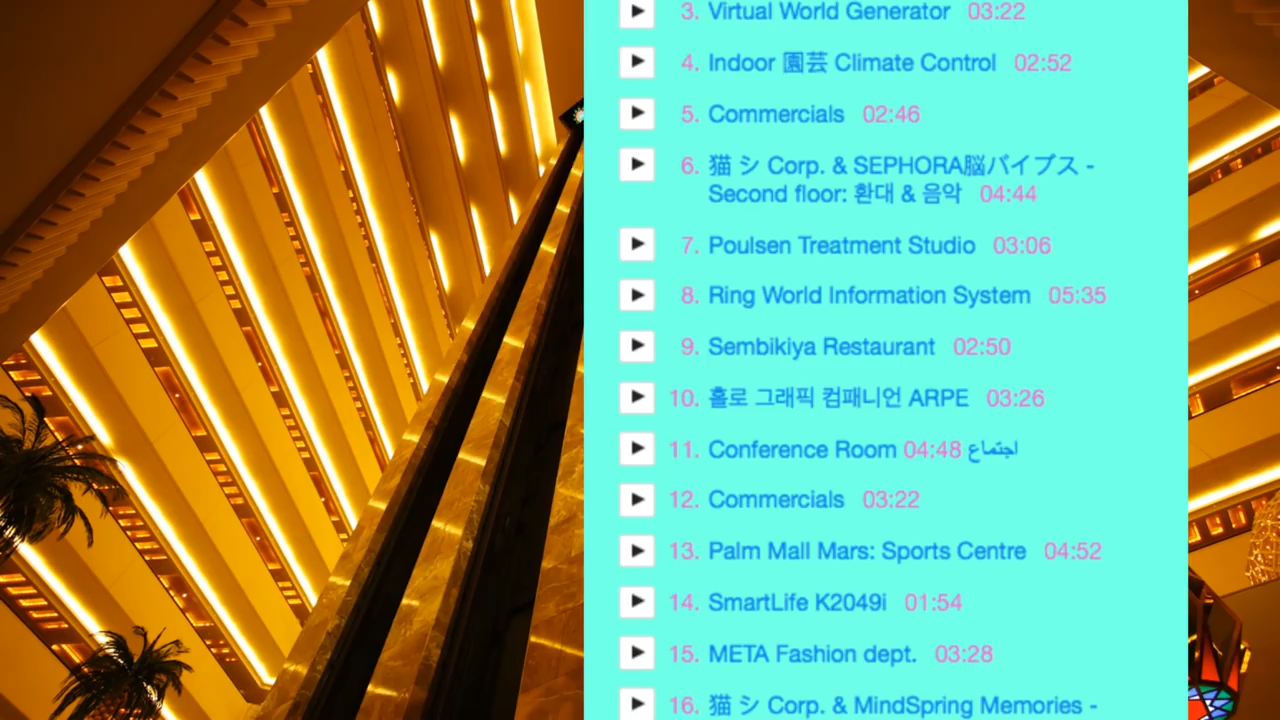 3. Virtual World Generator 03:22
4. Indoor 園芸 Climate Control 02:52
5. Commercials 02:46
6. 猫 シ Corp. & SEPHORA脳バイブス -
Second floor: 환대 & 음악 04:44
7. Poulsen Treatment Studio 03:06
8. Ring World Information System 05:35
9. Sembikiya Restaurant 02:50
10. 홀로 그래픽 컴패니언 ARPE 03:26
11. Conference Room 04:48 اجتماع
12. Commercials 03:22
13. Palm Mall Mars: Sports Centre 04:52
14. SmartLife K2049i 01:54
15. META Fashion dept. 03:28
16. 猫 シ Corp. & MindSpring Memories -